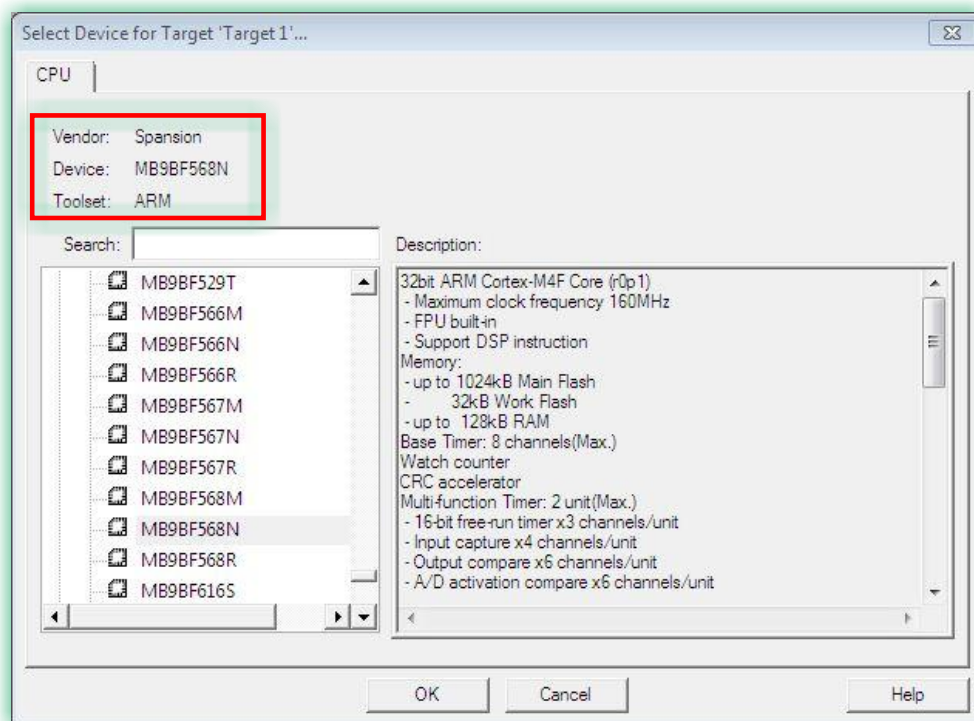 Select Device for Target 'Target 1'...
CPU
Vendor: Spansion
Device: MB9BF568N
Toolset: ARM
Search:
MB9BF529T
MB9BF566M
MB9BF566N
MB9BF566R
MB9BF567M
MB9BF567N
MB9BF567R
MB9BF568M
MB9BF568N
MB9BF568R
MB9BF616S
Description:
32bit ARM Cortex-M4F Core (r0p1)
- Maximum clock frequency 160MHz
- FPU built-in
- Support DSP instruction
Memory:
- up to 1024kB Main Flash
- 32kB Work Flash
- up to 128kB RAM
Base Timer: 8 channels(Max.)
Watch counter
CRC accelerator
Multi-function Timer: 2 unit(Max.)
- 16-bit free-run timer x3 channels/unit
- Input capture x4 channels/unit
- Output compare x6 channels/unit
- A/D activation compare x6 channels/unit
OK
Cancel
Help